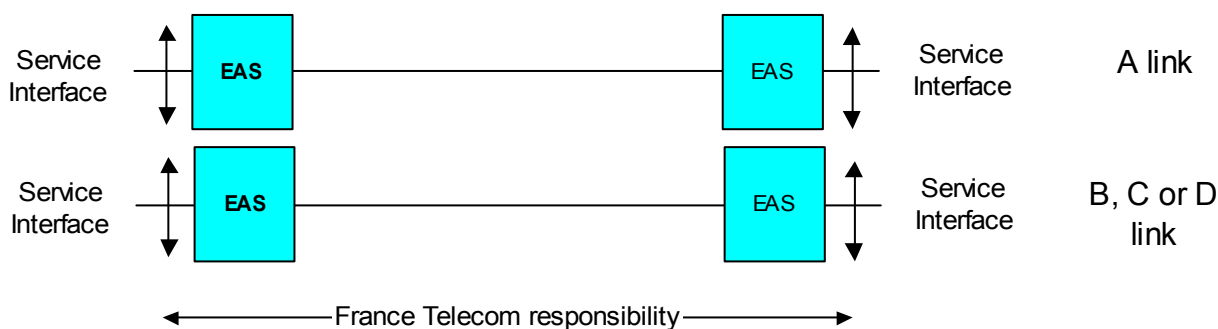 Service
Interface
EAS
EAS
Service
Interface
A link
Service
Interface
EAS
EAS
Service
Interface
B, C or D
link
France Telecom responsibility